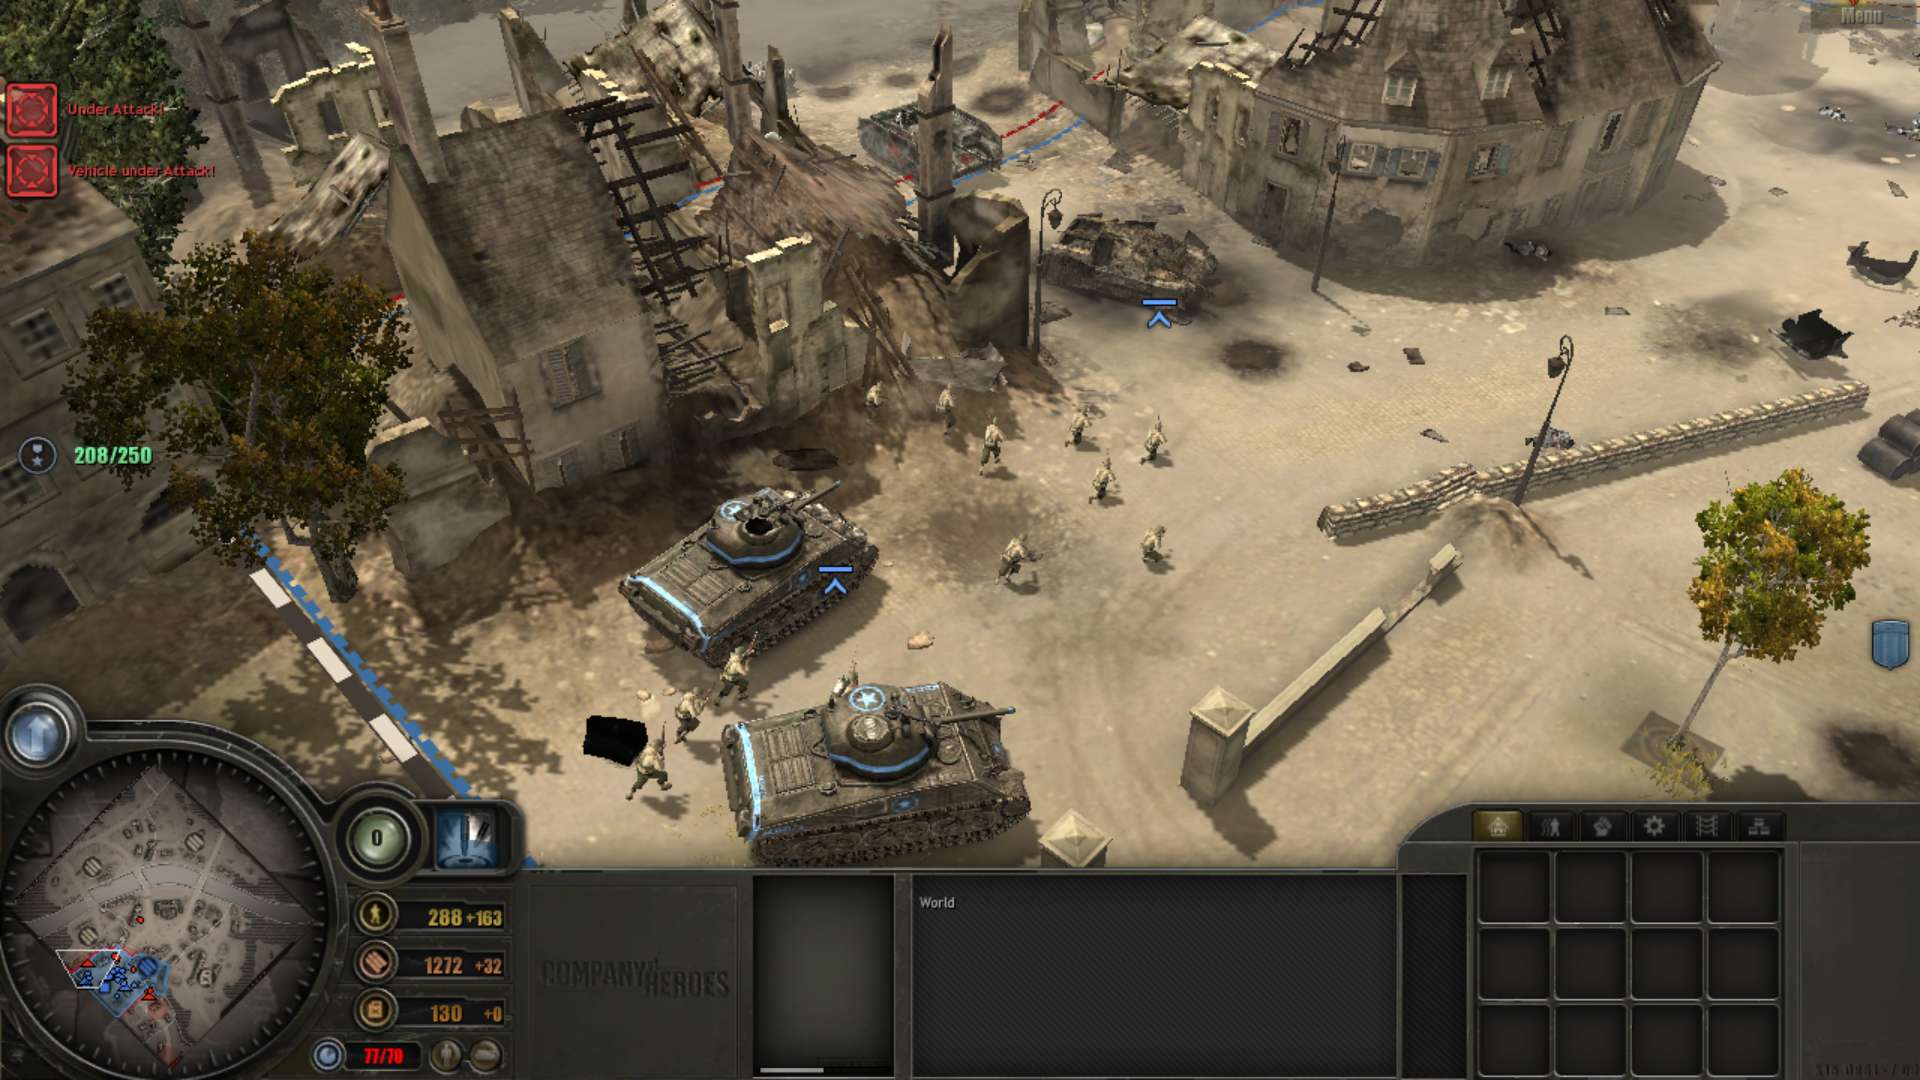 Menu
Under Attack!
Vehicle under Attack!
208/250
0
288 +163
1272 +32
130 +0
77/70
COMPANY of HEROES
World